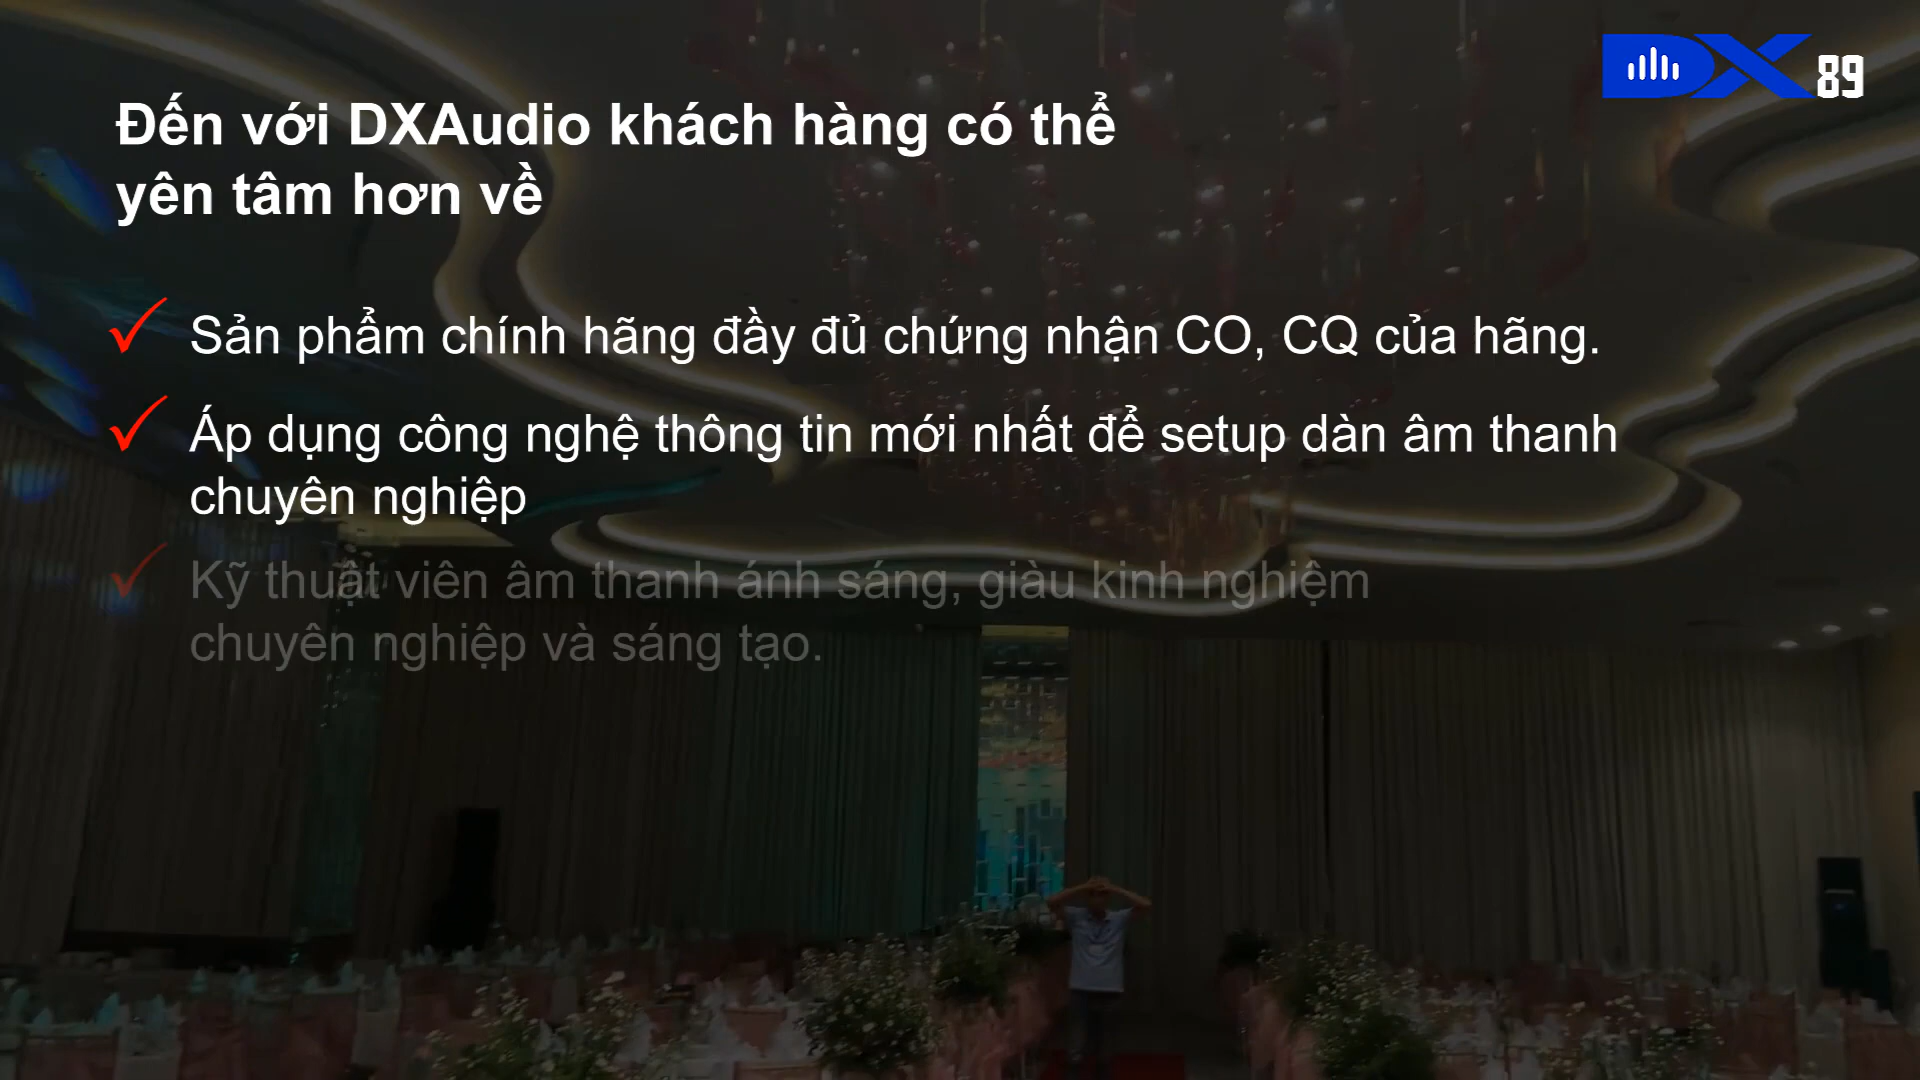 DX 89
Đến với DXAudio khách hàng có thể
yên tâm hơn về
Sản phẩm chính hãng đầy đủ chứng nhận CO, CQ của hãng.
Áp dụng công nghệ thông tin mới nhất để setup dàn âm thanh
chuyên nghiệp
Kỹ thuật viên âm thanh ánh sáng, giàu kinh nghiệm
chuyên nghiệp và sáng tạo.